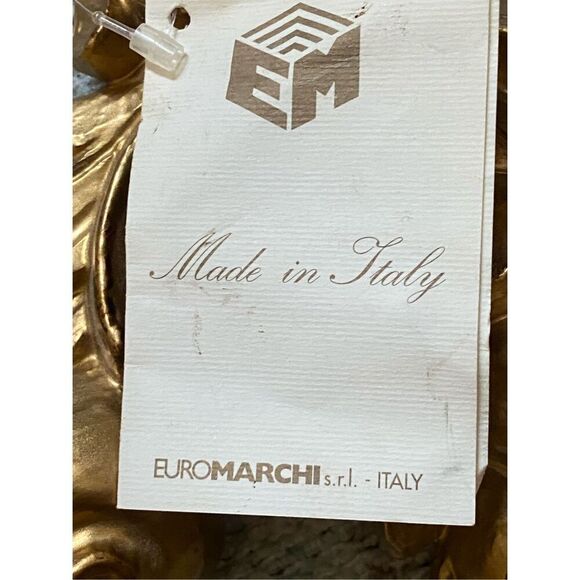 EM
Made in Italy
EUROMARCHI s.r.l. - ITALY